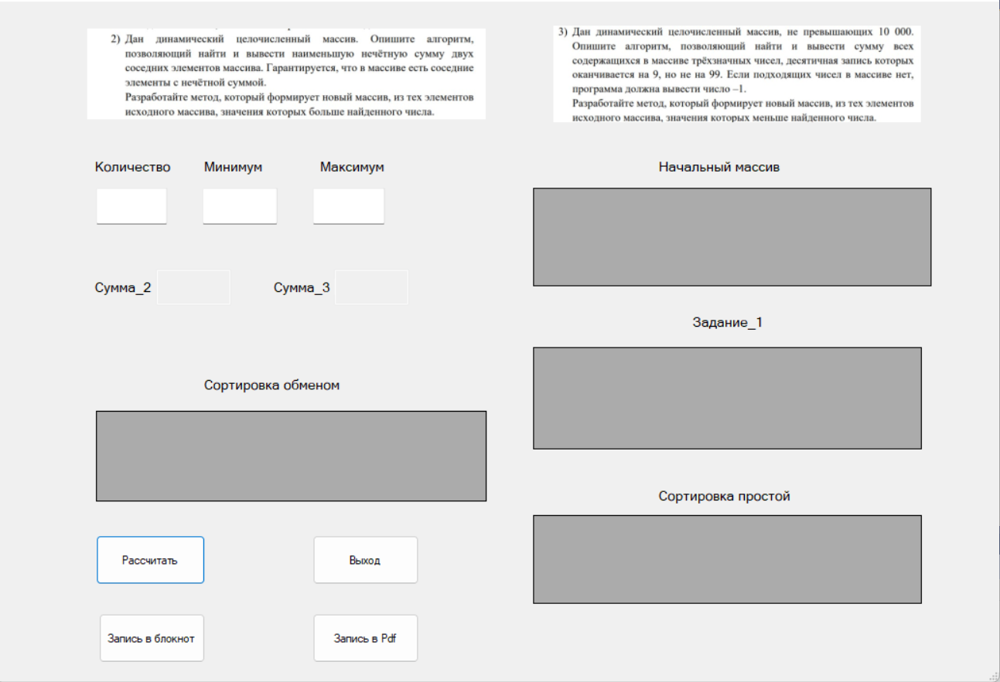 2) Дан динамический целочисленный массив. Опишите алгоритм,
позволяющий найти и вывести наименьшую нечётную сумму двух
соседних элементов массива. Гарантируется, что в массиве есть соседние
элементы с нечётной суммой.
Разработайте метод, который формирует новый массив, из тех элементов
исходного массива, значения которых больше найденного числа.
3) Дан динамический целочисленный массив, не превышающих 10 000.
Опишите алгоритм, позволяющий найти и вывести сумму всех
содержащихся в массиве трёхзначных чисел, десятичная запись которых
оканчивается на 9, но не на 99. Если подходящих чисел в массиве нет,
программа должна вывести число –1.
Разработайте метод, который формирует новый массив, из тех элементов
исходного массива, значения которых меньше найденного числа.
Количество
Минимум
Максимум
Начальный массив
Сумма_2
Сумма_3
Задание_1
Сортировка обменом
Сортировка простой
Рассчитать
Выход
Запись в блокнот
Запись в Pdf